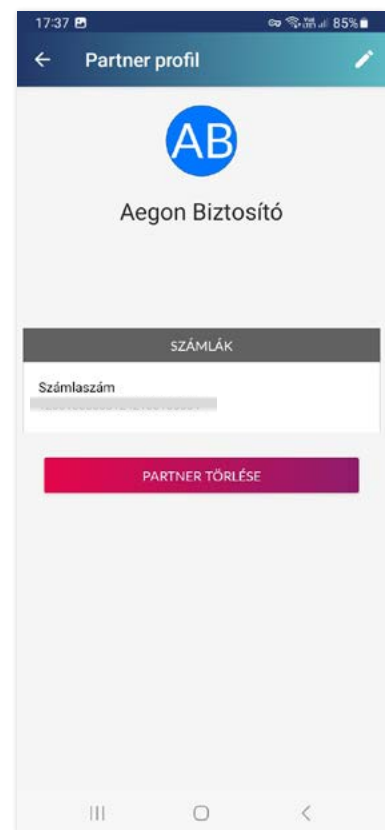 17:37 85%
Partner profil
AB
Aegon Biztosító
SZÁMLÁK
Számlaszám
PARTNER TÖRLÉSE